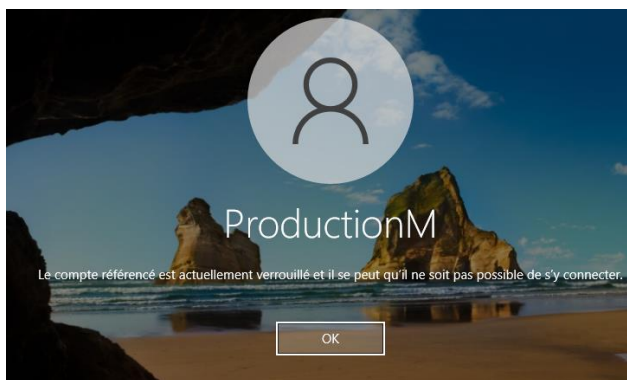 ProductionM
Le compte référencé est actuellement verrouillé et il se peut qu'il ne soit pas possible de s'y connecter.
OK